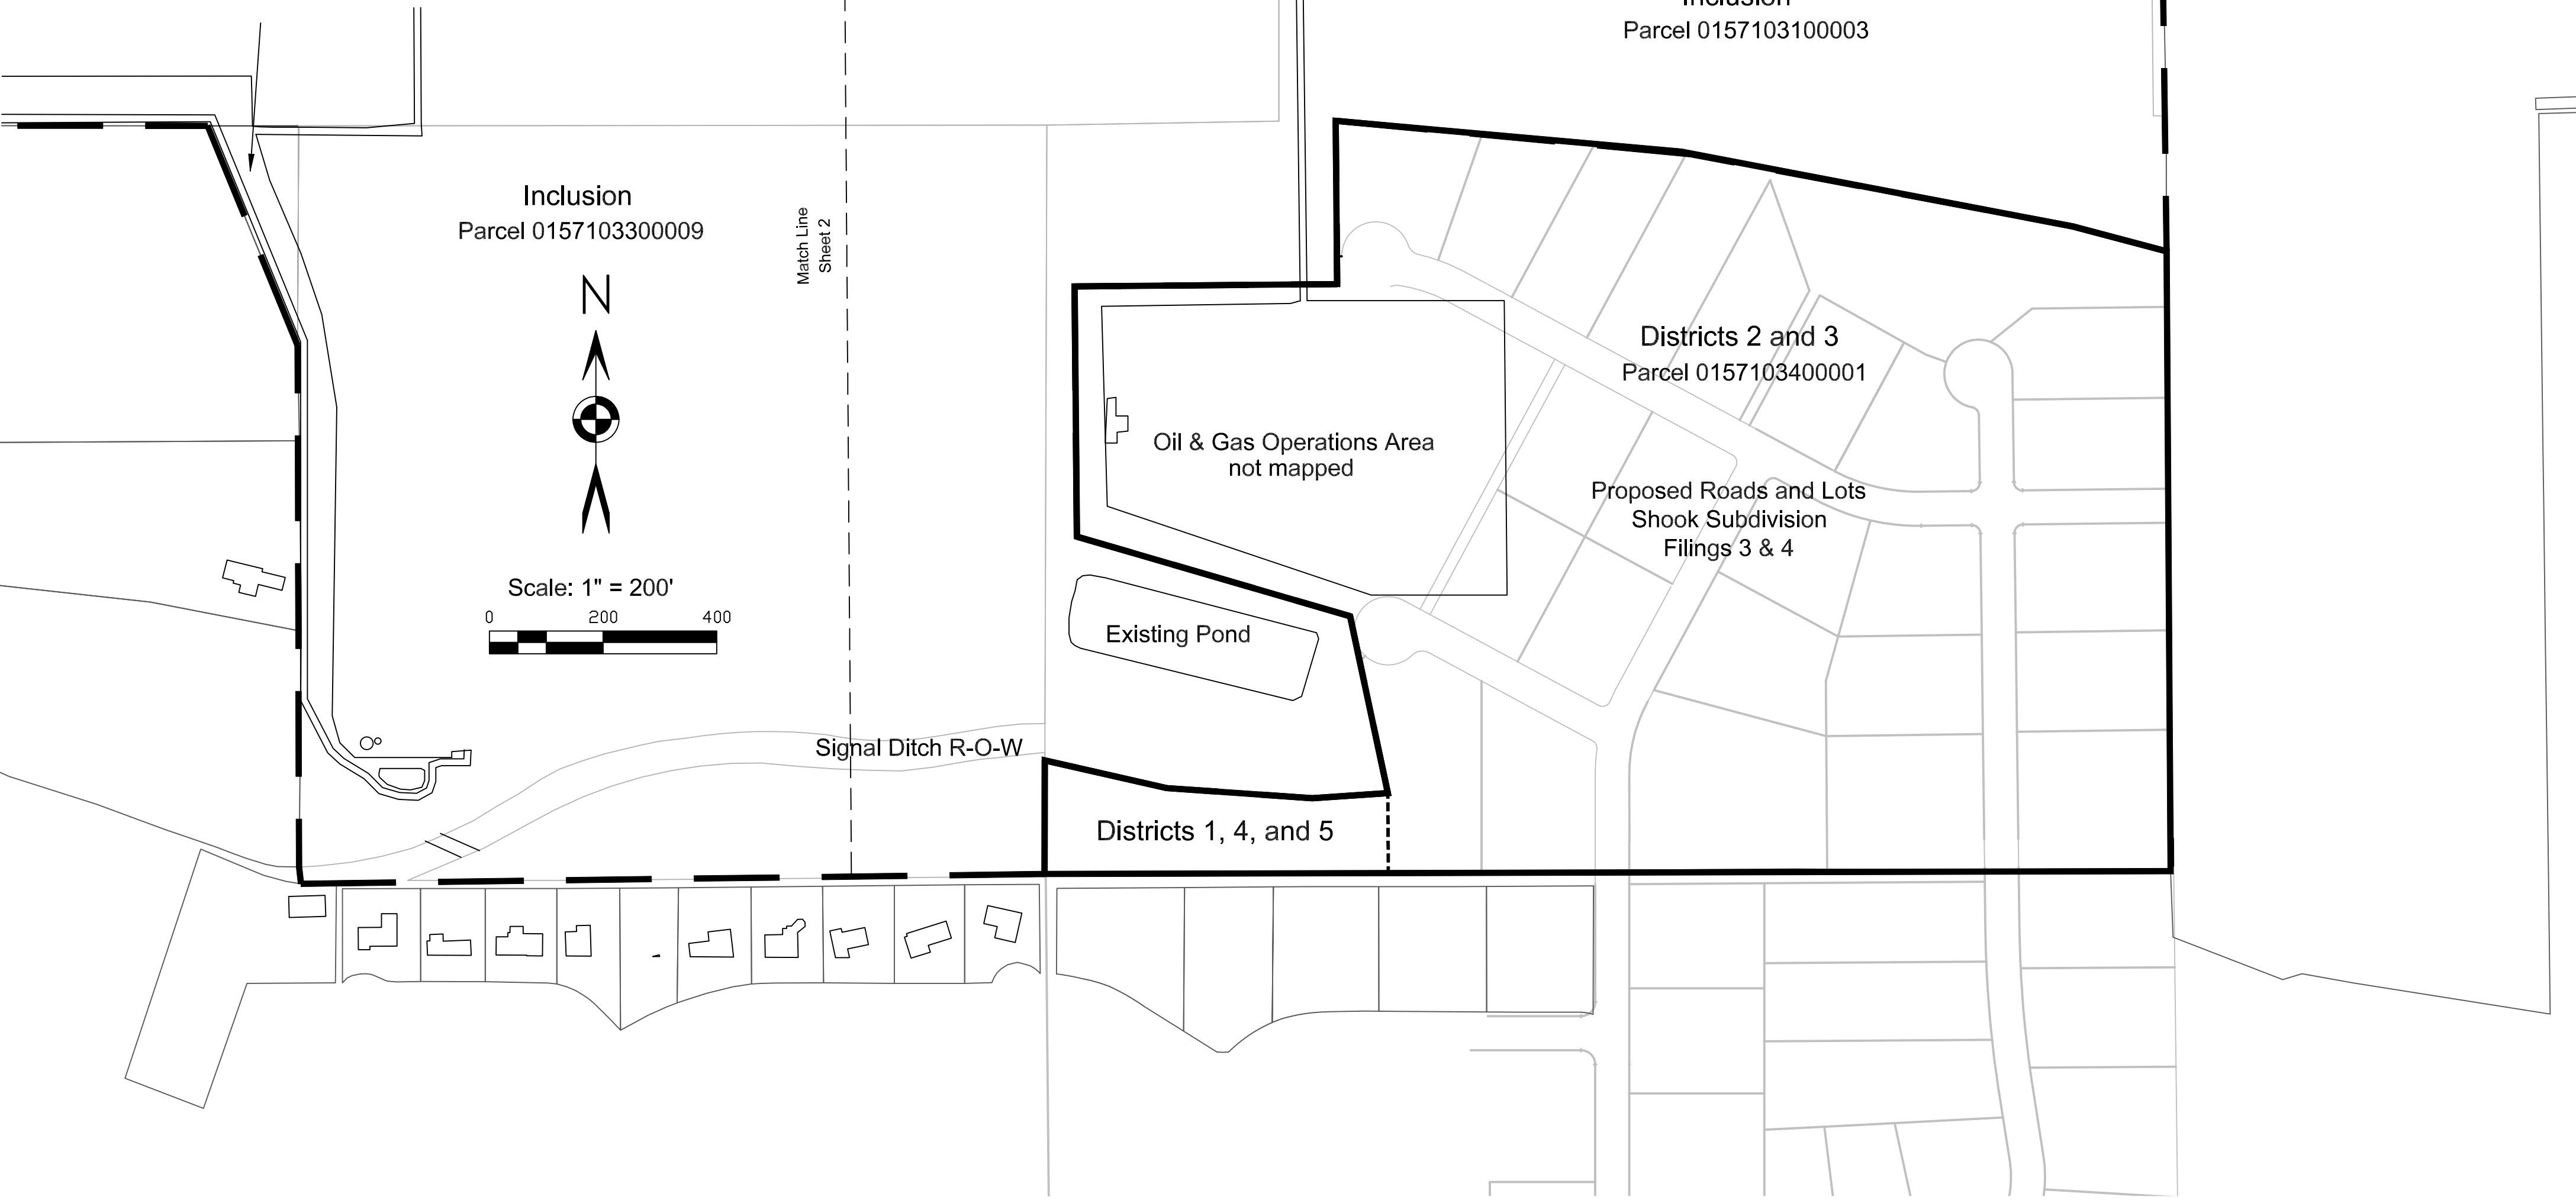 Inclusion
Parcel 0157103100003
Inclusion
Parcel 0157103300009
Match Line
Sheet 2
N
Scale: 1" = 200'
0 200 400
Districts 2 and 3
Parcel 0157103400001
Oil & Gas Operations Area
not mapped
Proposed Roads and Lots
Shook Subdivision
Filings 3 & 4
Existing Pond
Signal Ditch R-O-W
Districts 1, 4, and 5